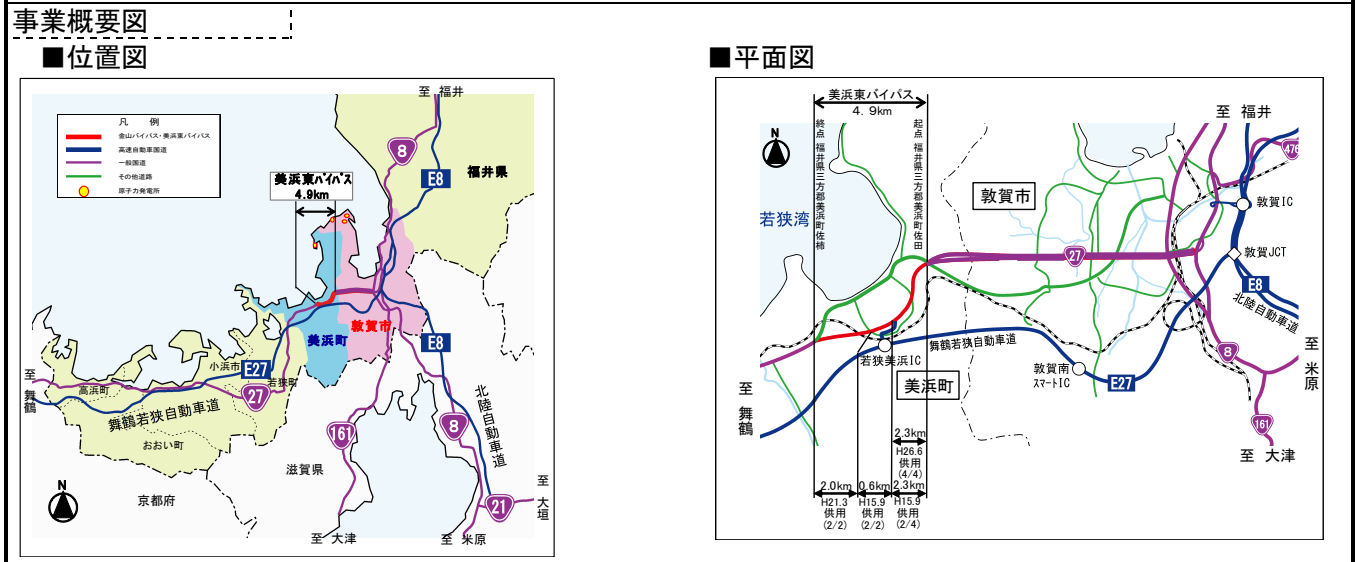 事業概要図
■位置図
至 福井
凡 例
金山バイパス・美浜東バイパス
高速自動車国道
一般国道
その他道路
原子力発電所
8
E8
福井県
美浜東バイパス
4.9km
敦賀市
美浜町
E8
小浜市
E27
若狭町
至 舞鶴
高浜町
27
舞鶴若狭自動車道
おおい町
161
8
北陸自動車道
滋賀県
京都府
N
21
至 大垣
至 大津
至 米原
■平面図
美浜東バイパス
4.9km
至 福井
N
終点 福井県三方郡美浜町佐柿
起点 福井県三方郡美浜町佐田
476
敦賀市
敦賀IC
若狭湾
27
敦賀JCT
E8
北陸自動車道
舞鶴若狭自動車道
若狭美浜IC
8
至 米原
敦賀南
スマートIC
E27
至 舞鶴
美浜町
161
至 大津
2.3km
H26.6
供用
(4/4)
2.0km
0.6km
2.3km
H21.3
供用
(2/2)
H15.9
供用
(2/2)
H15.9
供用
(2/4)